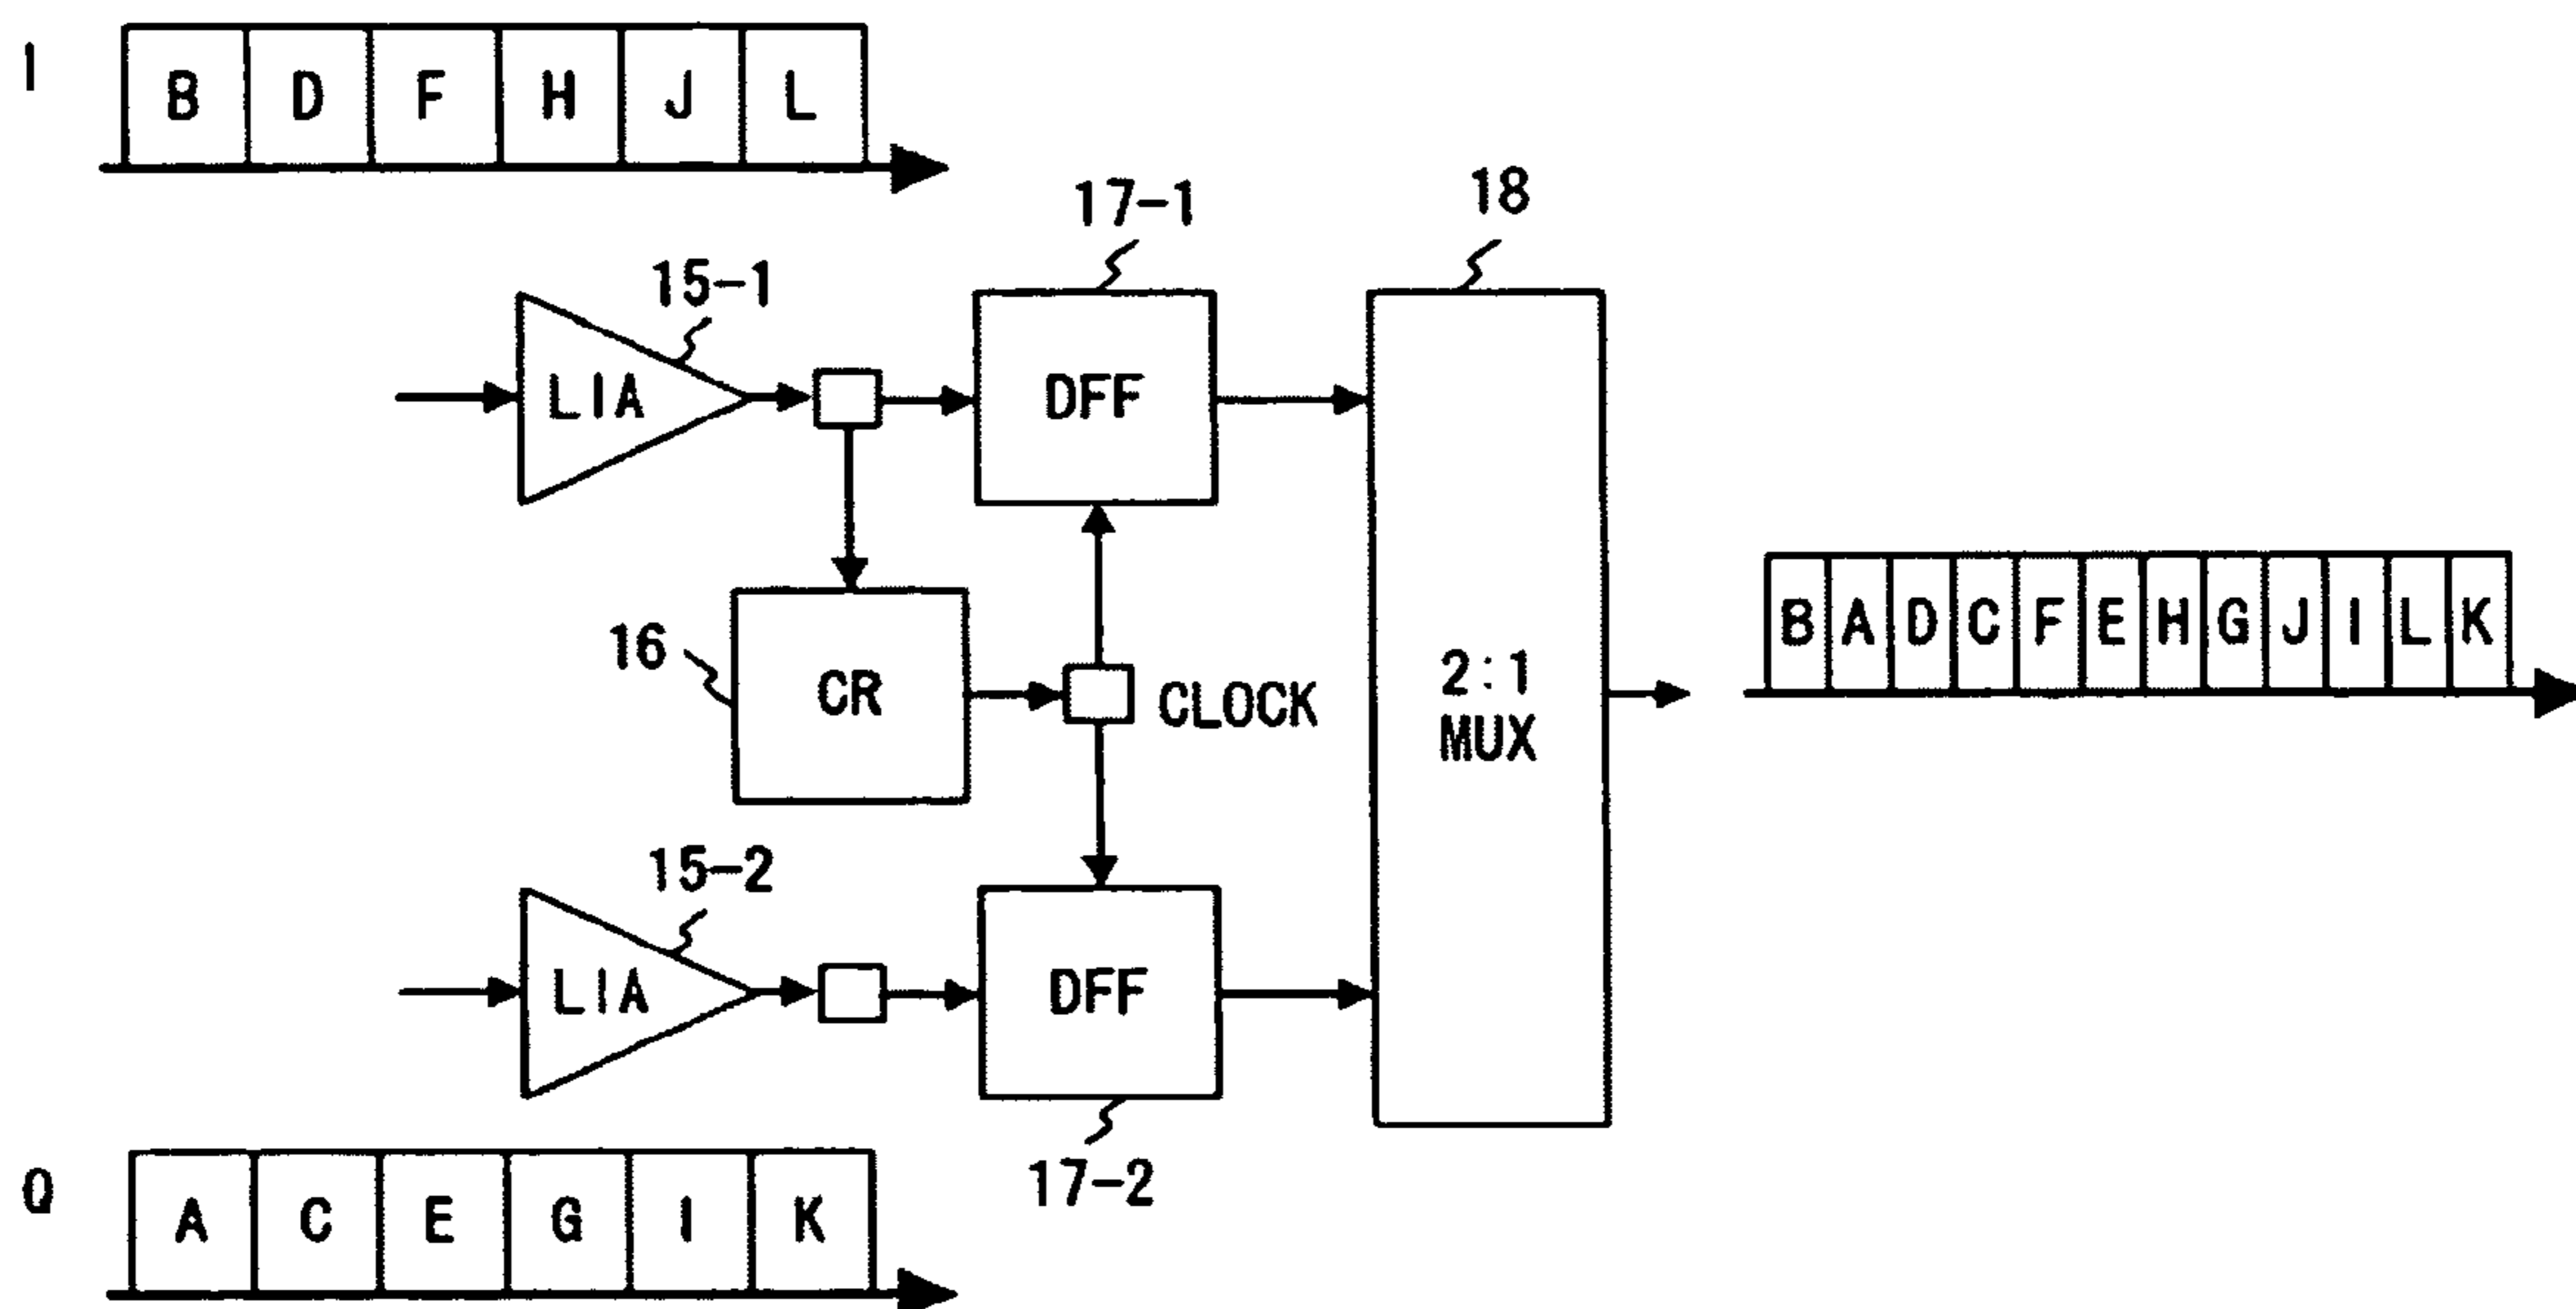 I
B D F H J L
17-1
18
15-1
LIA
DFF
B A D C F E H G J I L K
16
CR
CLOCK
2:1
MUX
15-2
LIA
DFF
17-2
Q
A C E G I K